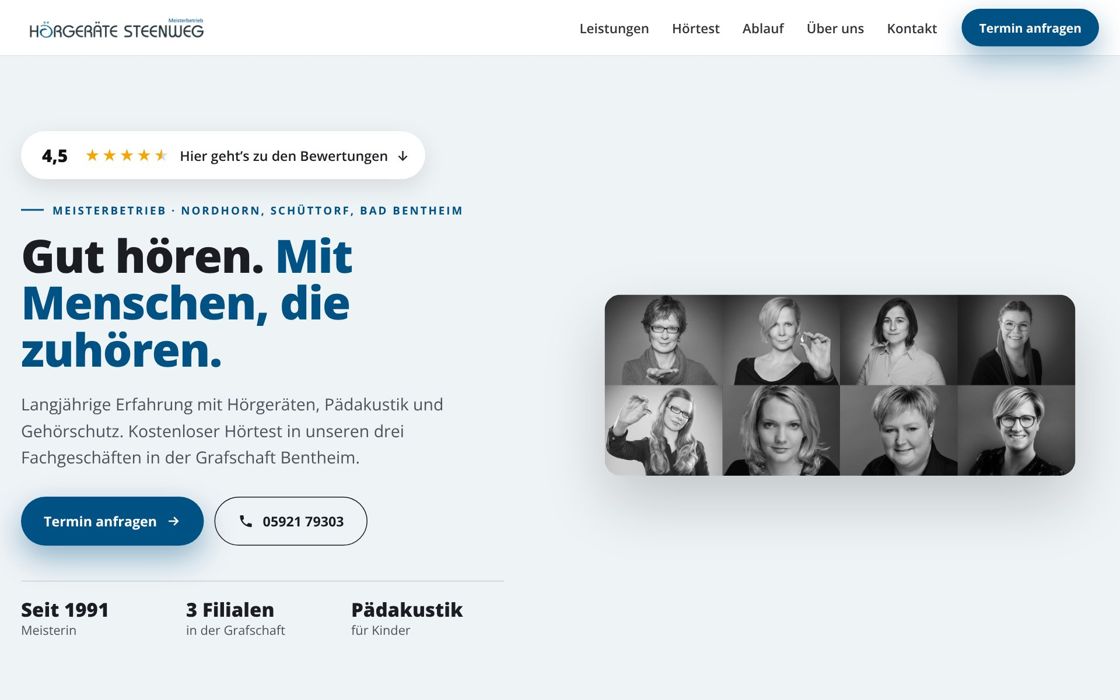 Meisterbetrieb
HÖRGERÄTE STEENWEG
Leistungen
Hörtest
Ablauf
Über uns
Kontakt
Termin anfragen
4,5 ★★★★⯨ Hier geht’s zu den Bewertungen ↓
MEISTERBETRIEB · NORDHORN, SCHÜTTORF, BAD BENTHEIM
Gut hören. Mit
Menschen, die
zuhören.
Langjährige Erfahrung mit Hörgeräten, Pädakustik und
Gehörschutz. Kostenloser Hörtest in unseren drei
Fachgeschäften in der Grafschaft Bentheim.
Termin anfragen →
05921 79303
Seit 1991
Meisterin
3 Filialen
in der Grafschaft
Pädakustik
für Kinder